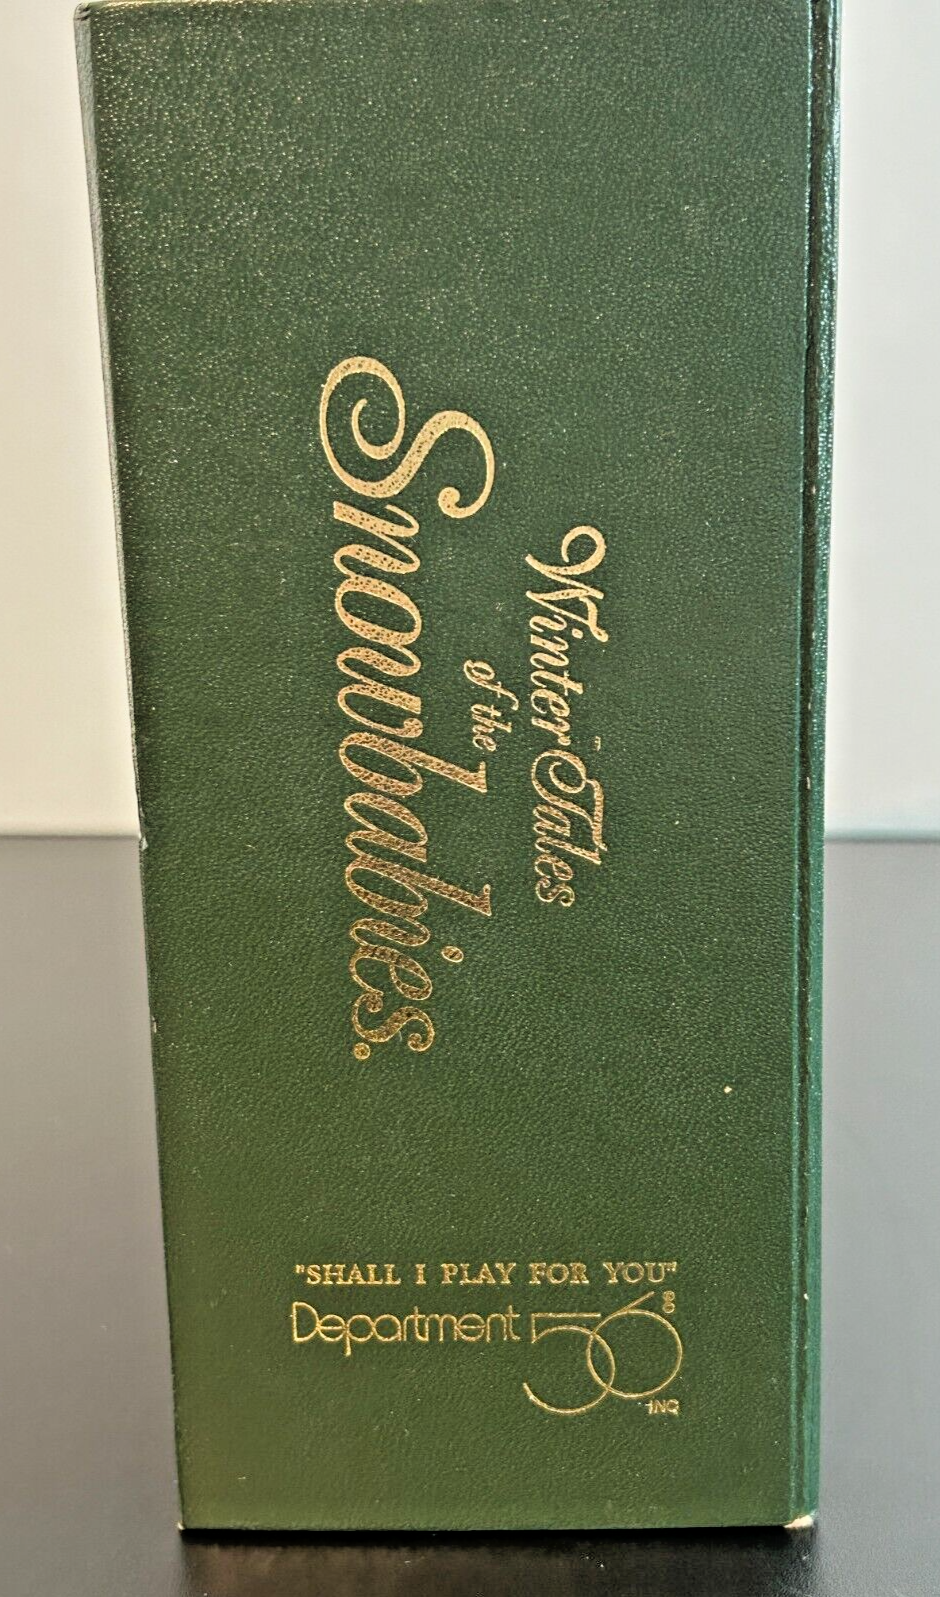 Winter Tales
of the
Snowbabies.
"SHALL I PLAY FOR YOU"
Department 56
INC